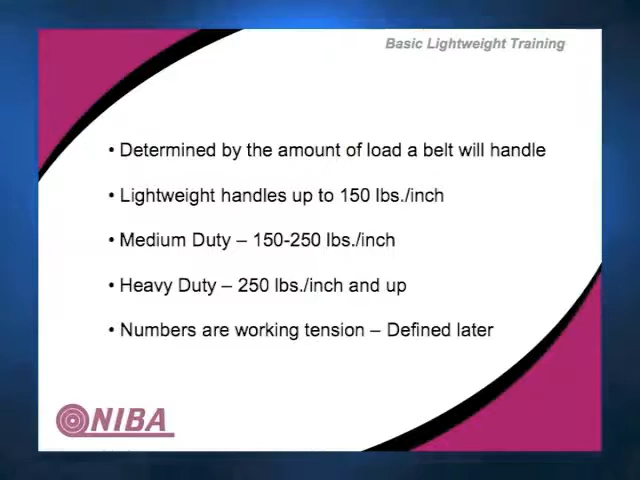 Basic Lightweight Training
• Determined by the amount of load a belt will handle
• Lightweight handles up to 150 lbs./inch
• Medium Duty – 150-250 lbs./inch
• Heavy Duty – 250 lbs./inch and up
• Numbers are working tension – Defined later
NIBA